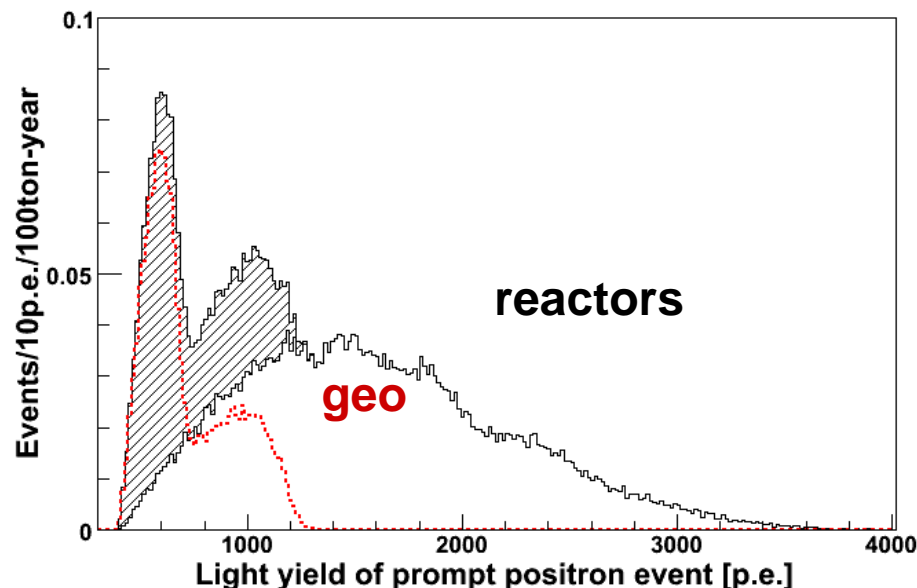 0.1
0.05
0
Events/10p.e./100ton-year
reactors
geo
1000
2000
3000
4000
Light yield of prompt positron event [p.e.]